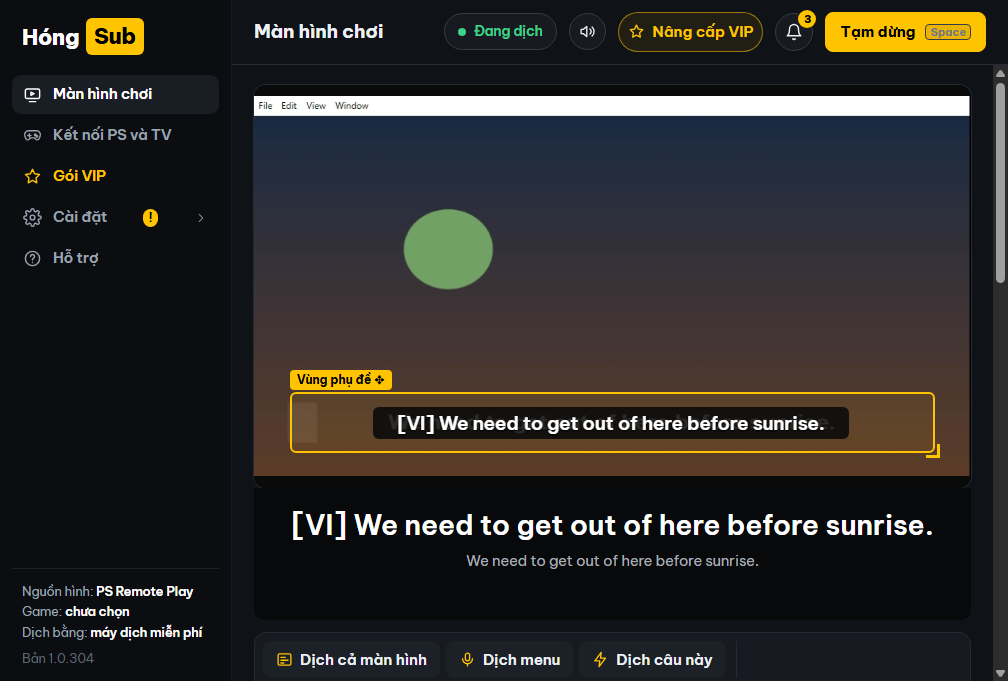 Hóng Sub
Màn hình chơi
Kết nối PS và TV
Gói VIP
Cài đặt !
Hỗ trợ
Nguồn hình: PS Remote Play
Game: chưa chọn
Dịch bằng: máy dịch miễn phí
Bản 1.0.304
Màn hình chơi
Đang dịch
Nâng cấp VIP
3
Tạm dừng Space
File Edit View Window
Vùng phụ đề
[VI] We need to get out of here before sunrise.
[VI] We need to get out of here before sunrise.
We need to get out of here before sunrise.
Dịch cả màn hình
Dịch menu
Dịch câu này